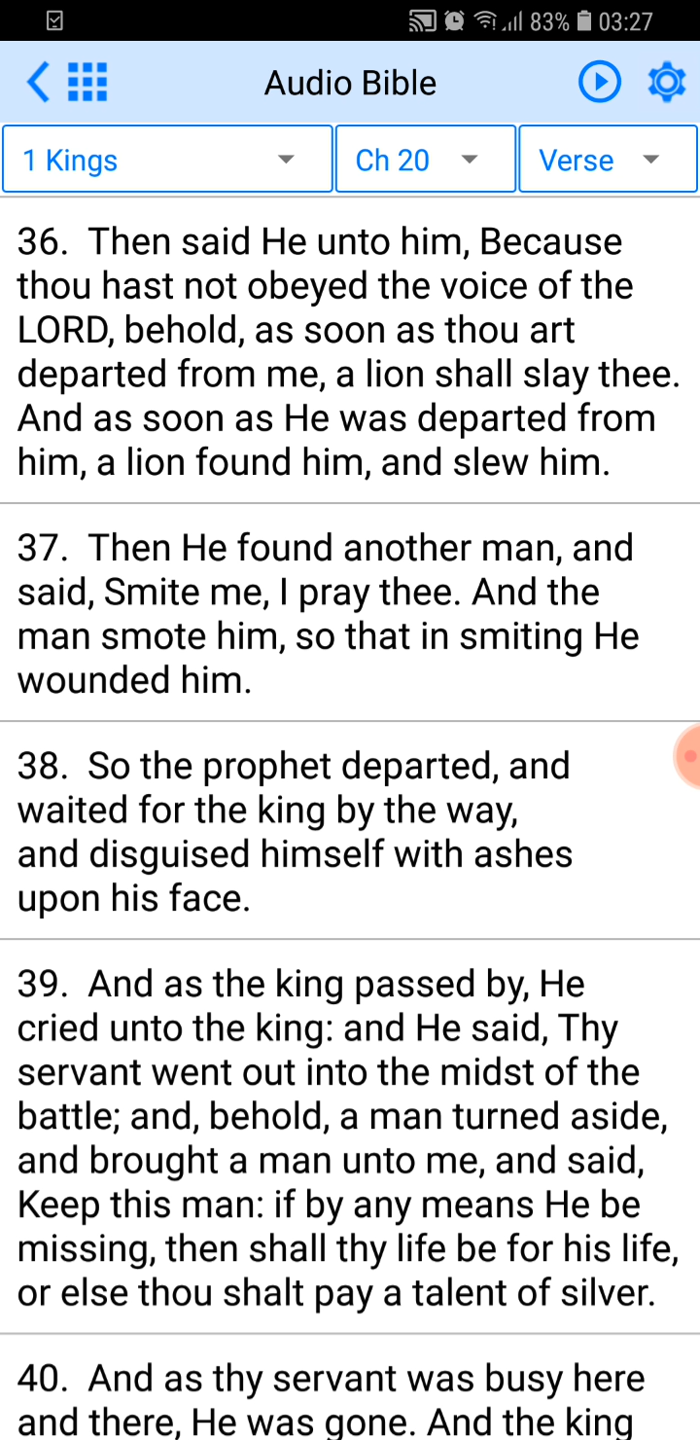 83% 03:27
Audio Bible
1 Kings Ch 20 Verse
36. Then said He unto him, Because
thou hast not obeyed the voice of the
LORD, behold, as soon as thou art
departed from me, a lion shall slay thee.
And as soon as He was departed from
him, a lion found him, and slew him.
37. Then He found another man, and
said, Smite me, I pray thee. And the
man smote him, so that in smiting He
wounded him.
38. So the prophet departed, and
waited for the king by the way,
and disguised himself with ashes
upon his face.
39. And as the king passed by, He
cried unto the king: and He said, Thy
servant went out into the midst of the
battle; and, behold, a man turned aside,
and brought a man unto me, and said,
Keep this man: if by any means He be
missing, then shall thy life be for his life,
or else thou shalt pay a talent of silver.
40. And as thy servant was busy here
and there, He was gone. And the king